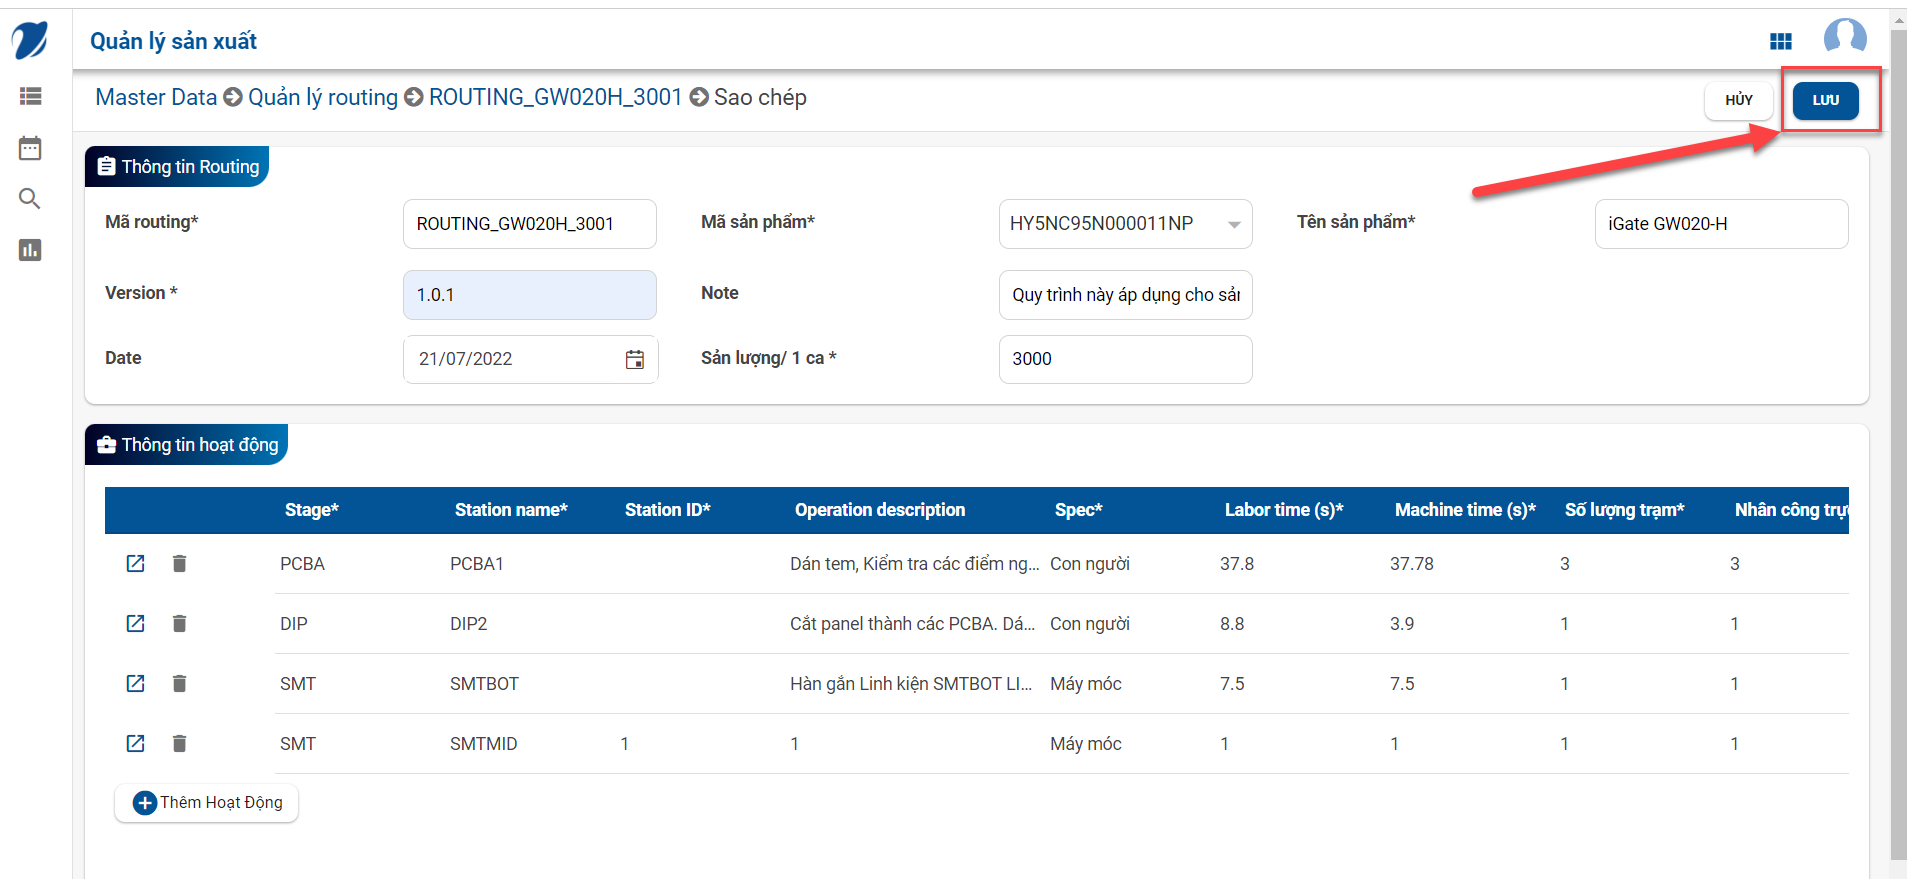 Quản lý sản xuất
Master Data Quản lý routing ROUTING_GW020H_3001 Sao chép
HỦY
LƯU
Thông tin Routing
Mã routing* ROUTING_GW020H_3001 Mã sản phẩm* HY5NC95N000011NP Tên sản phẩm* iGate GW020-H
Version * 1.0.1 Note Quy trình này áp dụng cho sản
Date 21/07/2022 Sản lượng/ 1 ca * 3000
Thông tin hoạt động
Stage* Station name* Station ID* Operation description Spec* Labor time (s)* Machine time (s)* Số lượng trạm* Nhân công trực
PCBA PCBA1 Dán tem, Kiểm tra các điểm ng... Con người 37.8 37.78 3 3
DIP DIP2 Cắt panel thành các PCBA. Dá... Con người 8.8 3.9 1 1
SMT SMTBOT Hàn gắn Linh kiện SMTBOT LI... Máy móc 7.5 7.5 1 1
SMT SMTMID 1 1 Máy móc 1 1 1 1
Thêm Hoạt Động